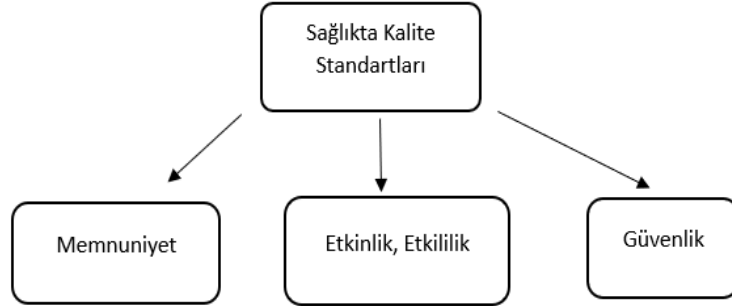 Sağlıkta Kalite
Standartları
Memnuniyet
Etkinlik, Etkililik
Güvenlik